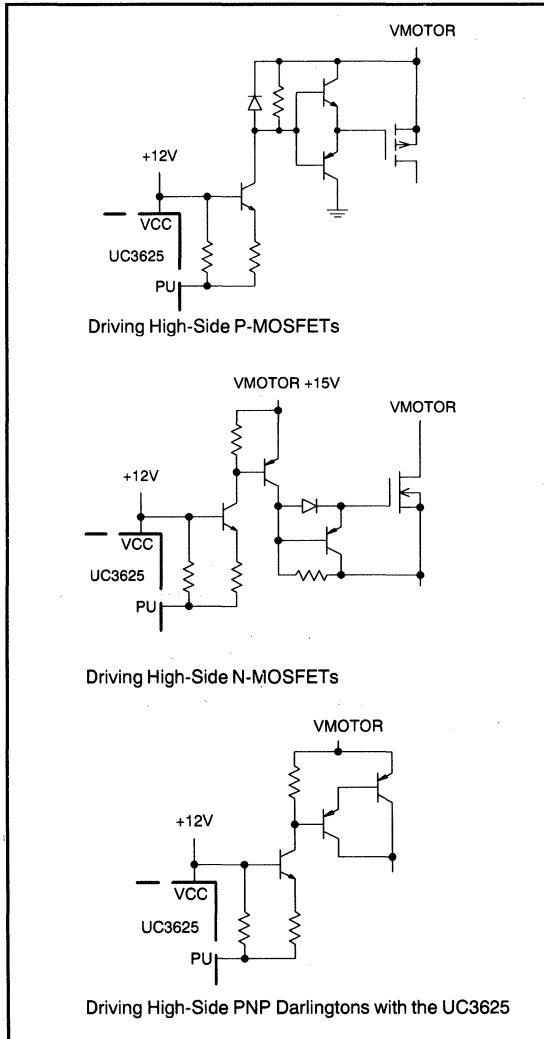 VMOTOR
+12V
VCC
UC3625
PU
Driving High-Side P-MOSFETs
VMOTOR +15V
VMOTOR
+12V
VCC
UC3625
PU
Driving High-Side N-MOSFETs
VMOTOR
+12V
VCC
UC3625
PU
Driving High-Side PNP Darlingtons with the UC3625